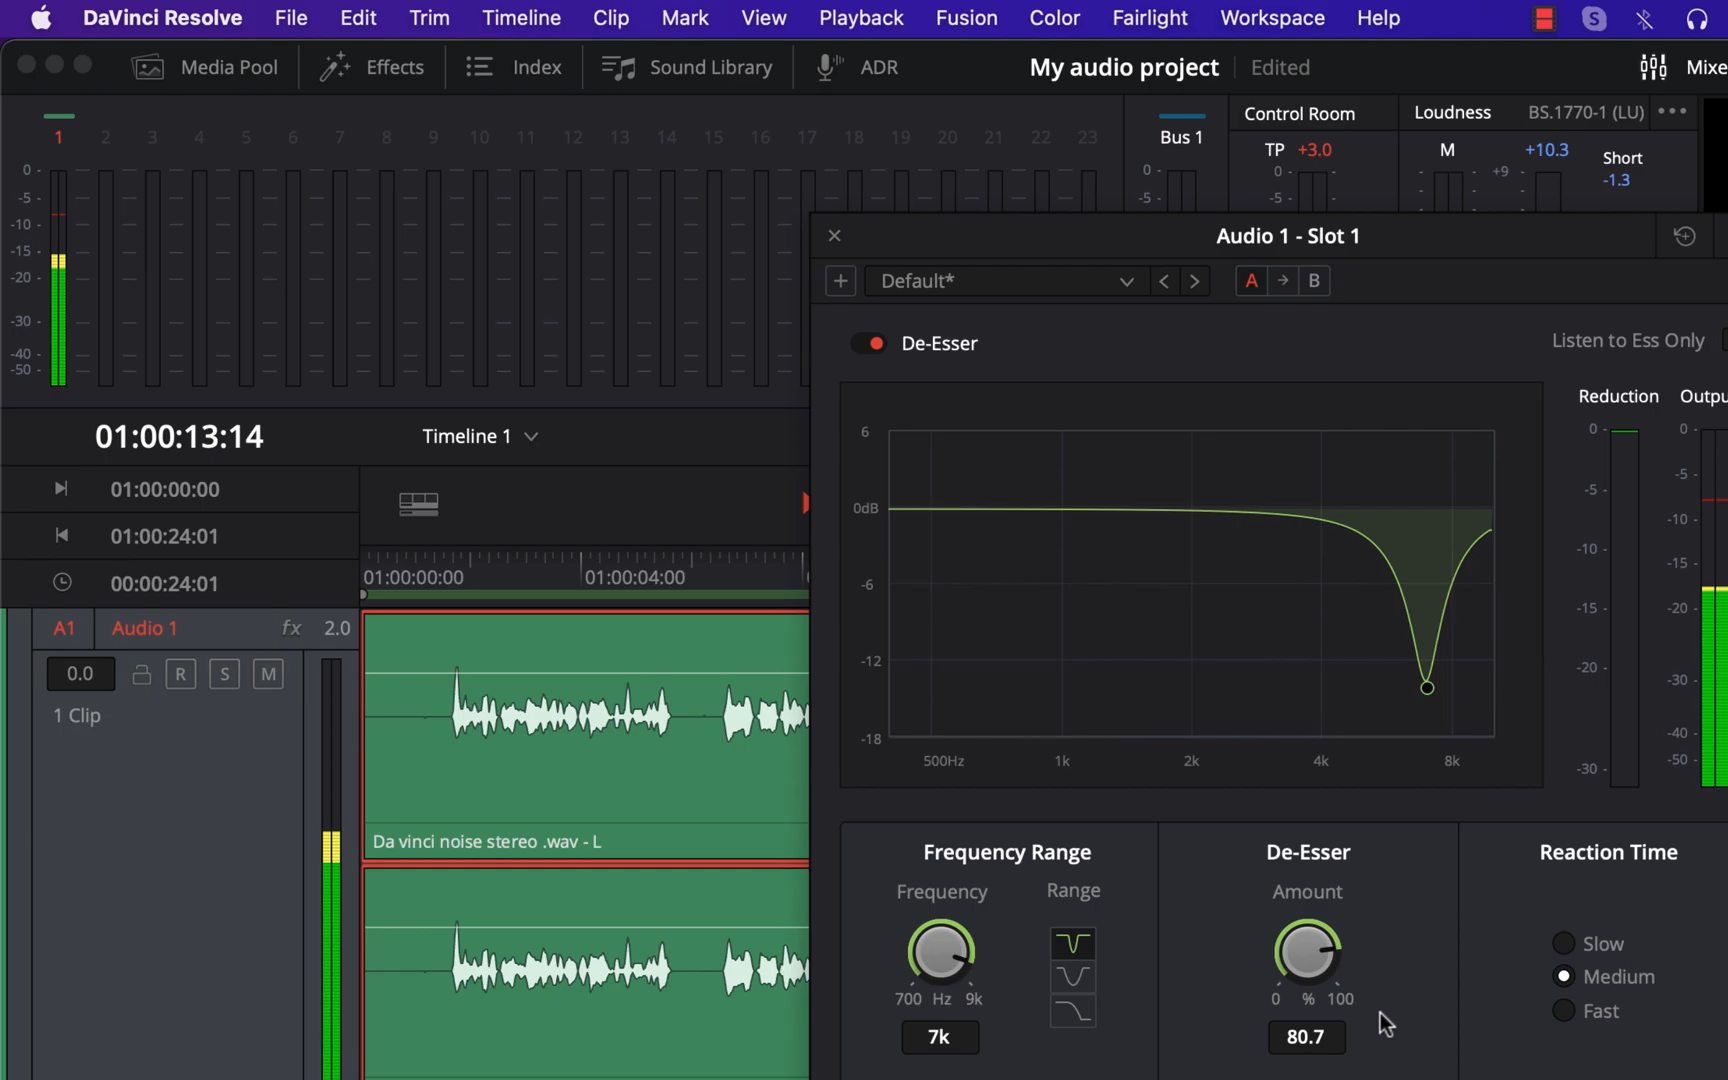 DaVinci Resolve File Edit Trim Timeline Clip Mark View Playback Fusion Color Fairlight Workspace Help S
Media Pool Effects Index Sound Library ADR My audio project Edited Mixe
1 2 3 4 5 6 7 8 9 10 11 12 13 14 15 16 17 18 19 20 21 22 23 Bus 1 Control Room Loudness BS.1770-1 (LU)
TP +3.0 M +10.3 Short
-1.3
0 -5 -10 -15 -20 -30 -40 -50
0 -5
0 -5
+9
Audio 1 - Slot 1
+ Default* A B
De-Esser Listen to Ess Only
Reduction Outpu
01:00:13:14 Timeline 1
01:00:00:00
01:00:24:01
00:00:24:01
01:00:00:00 01:00:04:00
A1 Audio 1 fx 2.0
0.0 R S M
1 Clip
Da vinci noise stereo .wav - L
6
0dB
-6
-12
-18
500Hz 1k 2k 4k 8k
0 -5 -10 -15 -20 -30
0 -5 -10 -15 -20 -30 -40 -50
Frequency Range De-Esser Reaction Time
Frequency Range Amount
700 Hz 9k 0 % 100
7k 80.7
Slow
Medium
Fast